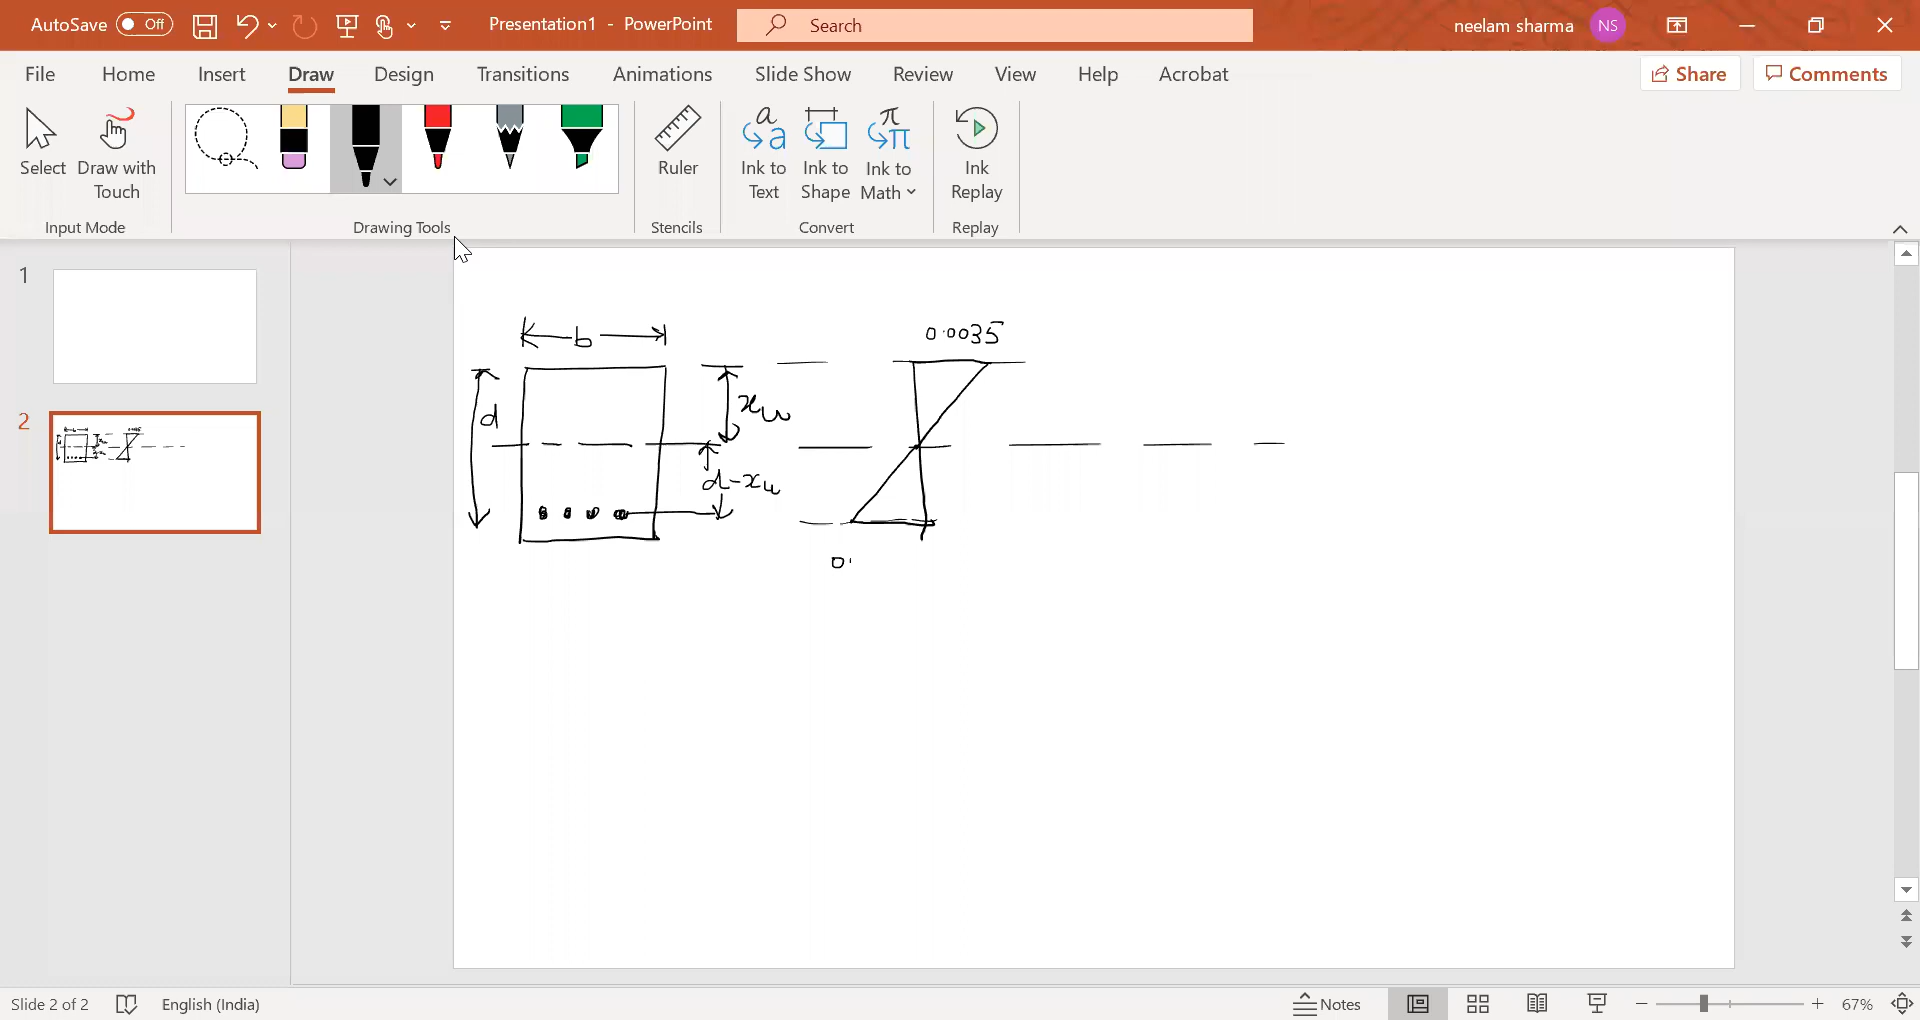 AutoSave Off Presentation1 - PowerPoint Search neelam sharma NS
File Home Insert Draw Design Transitions Animations Slide Show Review View Help Acrobat Share Comments
Select Draw with Touch Ruler Ink to Text Ink to Shape Ink to Math Ink Replay
Input Mode Drawing Tools Stencils Convert Replay
1
2
b
0.0035
d
xu
d-xu
0.
Slide 2 of 2 English (India) Notes 67%